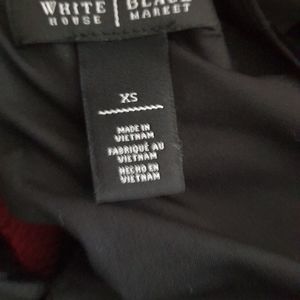 WHITE | BLACK
HOUSE | MARKET
XS
MADE IN
VIETNAM
FABRIQUÉ AU
VIETNAM
HECHO EN
VIETNAM